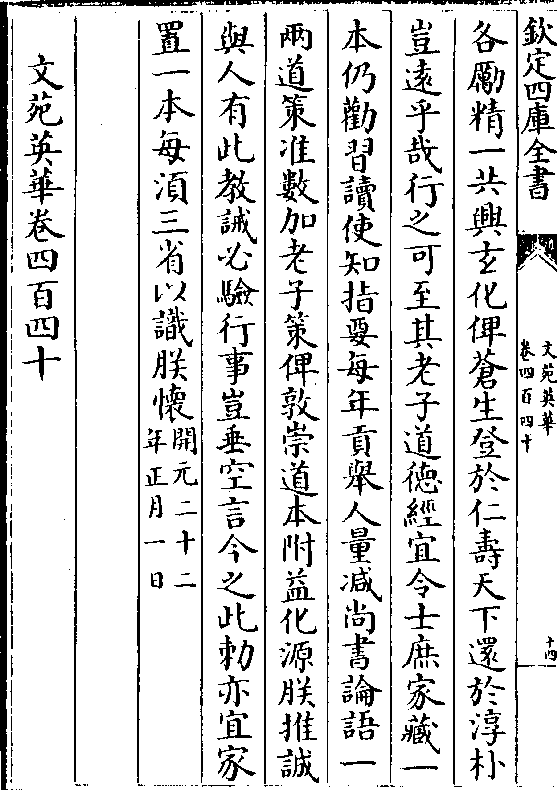 欽定四庫全書
文苑英華
卷四百四十
十四
各勵精一共興玄化俾蒼生登於仁壽天下還於淳朴
豈遠乎哉行之可至其老子道德經宜令士庶家藏一
本仍勸習讀使知指要每年貢舉人量減尚書論語一
兩道策准數加老子策俾敦崇道本附益化源朕推誠
與人有此教誡必驗行事豈垂空言今之此勅亦宜家
置一本每湏三省以識朕懷開元二十二
年正月一日
文苑英華卷四百四十